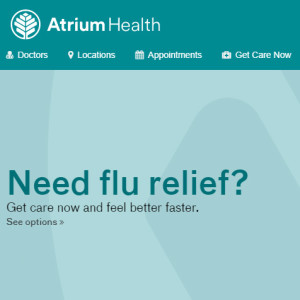 Atrium Health
Doctors Locations Appointments Get Care Now
Need flu relief?
Get care now and feel better faster.
See options »